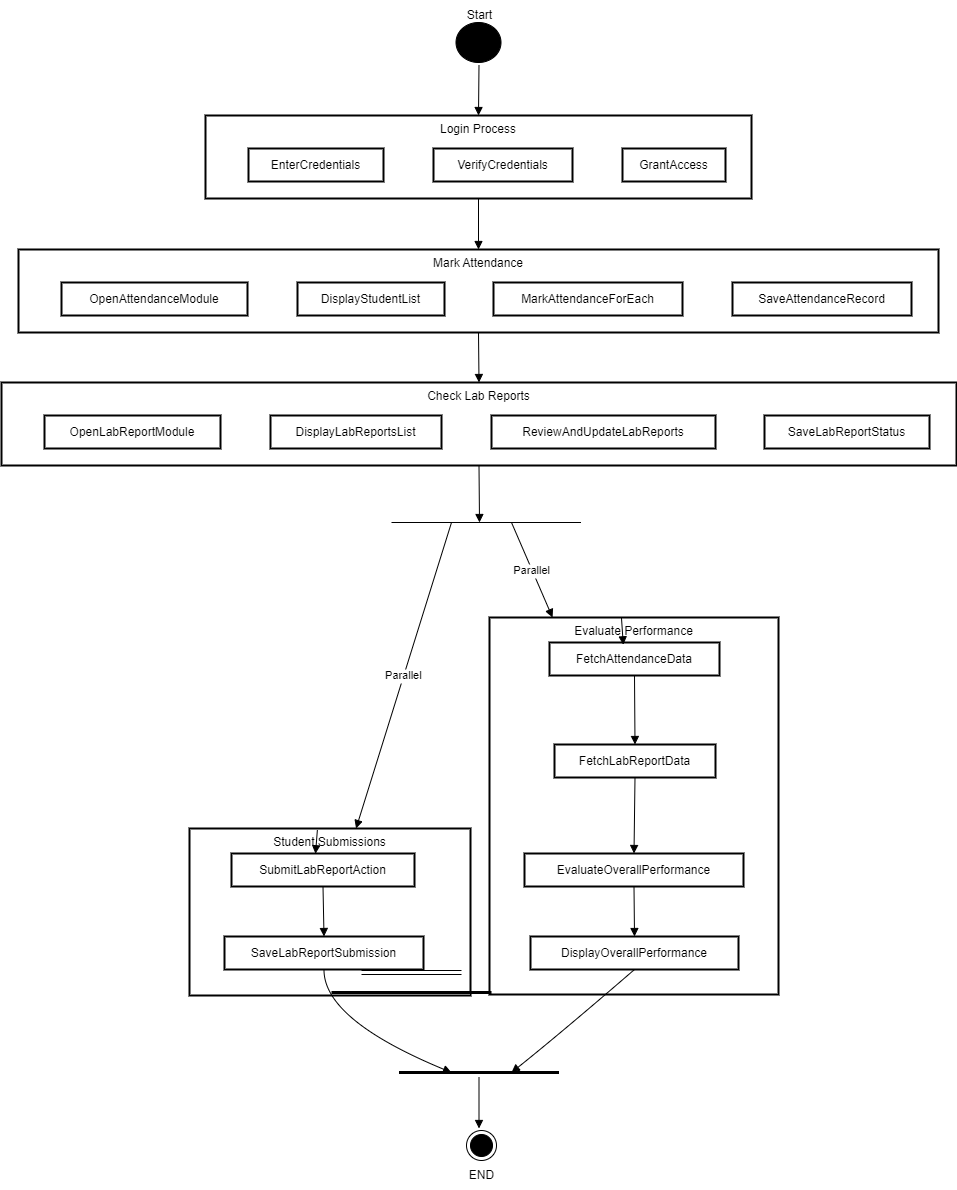 Start
Login Process
EnterCredentials
VerifyCredentials
GrantAccess
Mark Attendance
OpenAttendanceModule
DisplayStudentList
MarkAttendanceForEach
SaveAttendanceRecord
Check Lab Reports
OpenLabReportModule
DisplayLabReportsList
ReviewAndUpdateLabReports
SaveLabReportStatus
Parallel
Parallel
Evaluate Performance
FetchAttendanceData
FetchLabReportData
Student Submissions
SubmitLabReportAction
EvaluateOverallPerformance
SaveLabReportSubmission
DisplayOverallPerformance
END